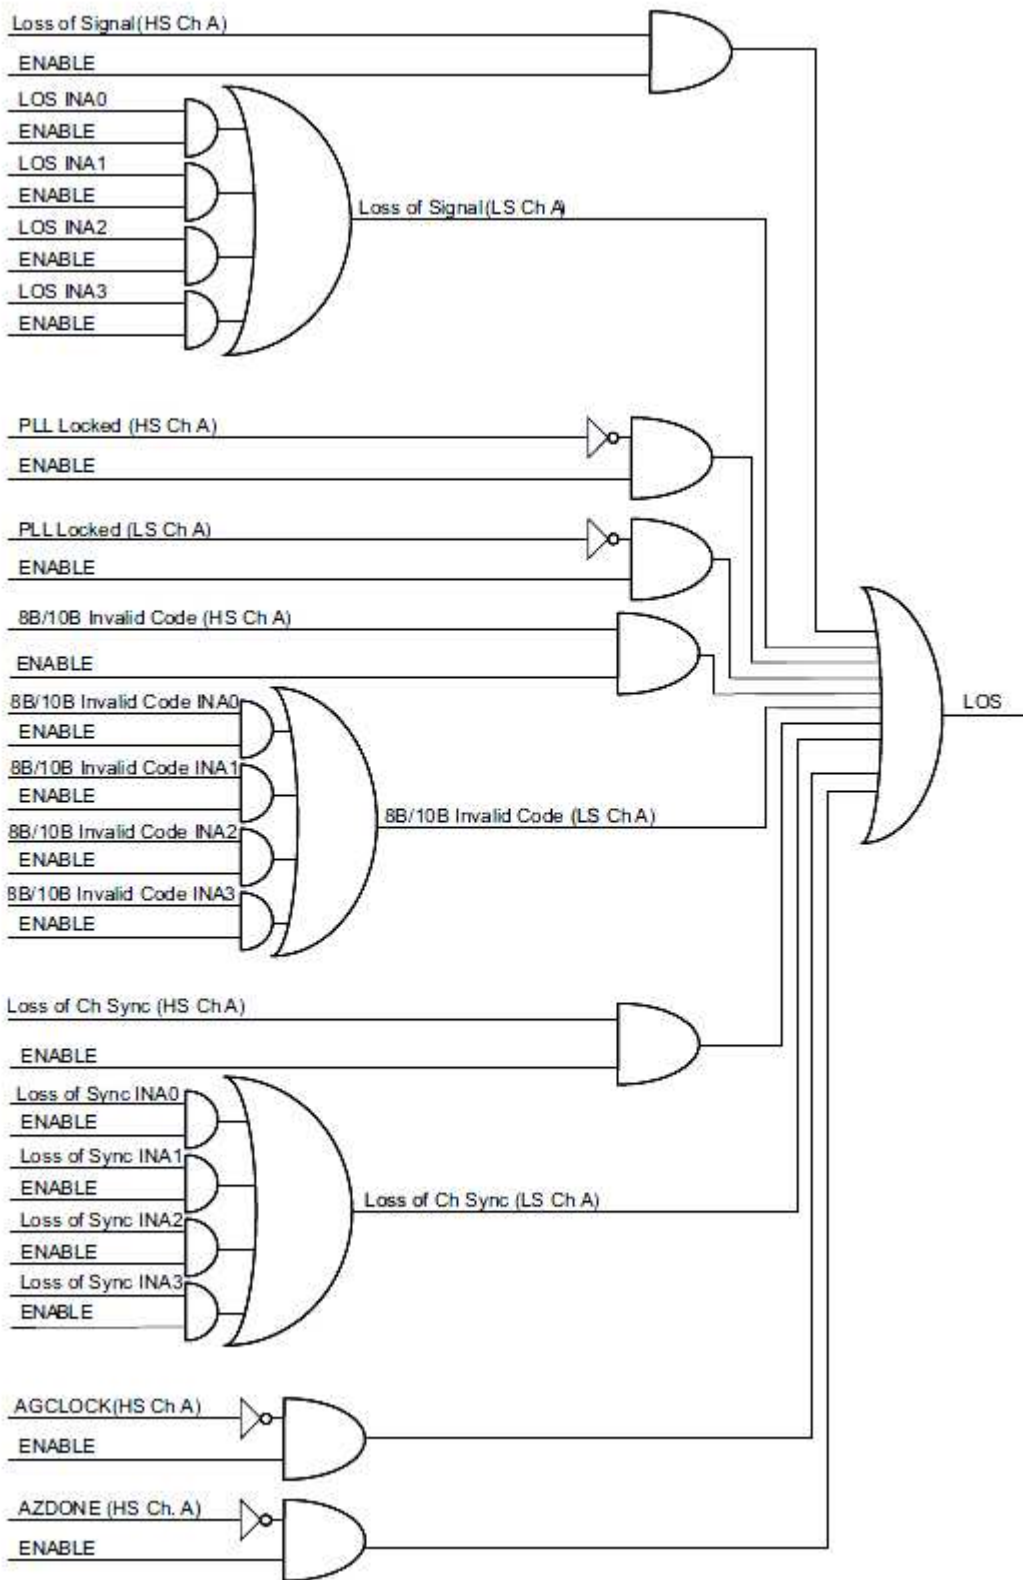 Loss of Signal(HS Ch A)
ENABLE
LOS INA0
ENABLE
LOS INA1
ENABLE
LOS INA2
ENABLE
LOS INA3
ENABLE
Loss of Signal(LS Ch A)
PLL Locked (HS Ch A)
ENABLE
PLL Locked (LS Ch A)
ENABLE
8B/10B Invalid Code (HS Ch A)
ENABLE
8B/10B Invalid Code INA0
ENABLE
8B/10B Invalid Code INA1
ENABLE
8B/10B Invalid Code INA2
ENABLE
8B/10B Invalid Code INA3
ENABLE
8B/10B Invalid Code (LS Ch A)
LOS
Loss of Ch Sync (HS Ch A)
ENABLE
Loss of Sync INA0
ENABLE
Loss of Sync INA1
ENABLE
Loss of Sync INA2
ENABLE
Loss of Sync INA3
ENABLE
Loss of Ch Sync (LS Ch A)
AGCLOCK(HS Ch A)
ENABLE
AZDONE (HS Ch. A)
ENABLE